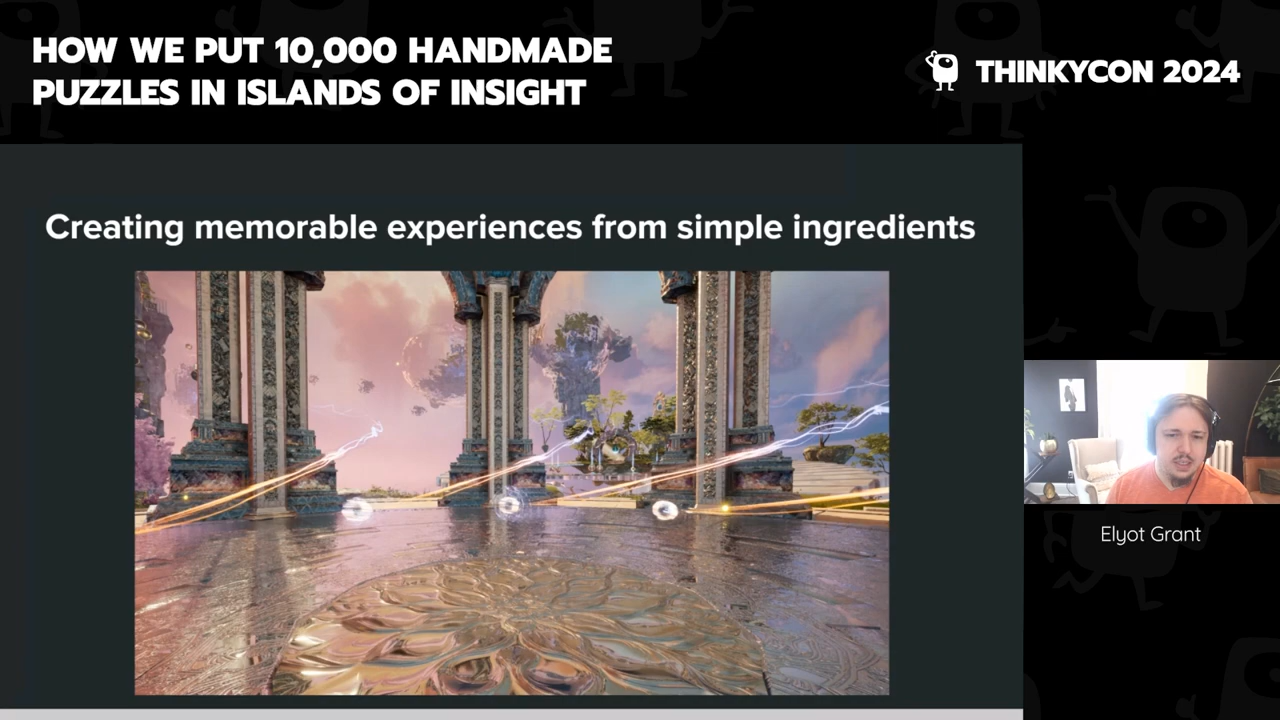 HOW WE PUT 10,000 HANDMADE
PUZZLES IN ISLANDS OF INSIGHT
THINKYCON 2024
Creating memorable experiences from simple ingredients
Elyot Grant